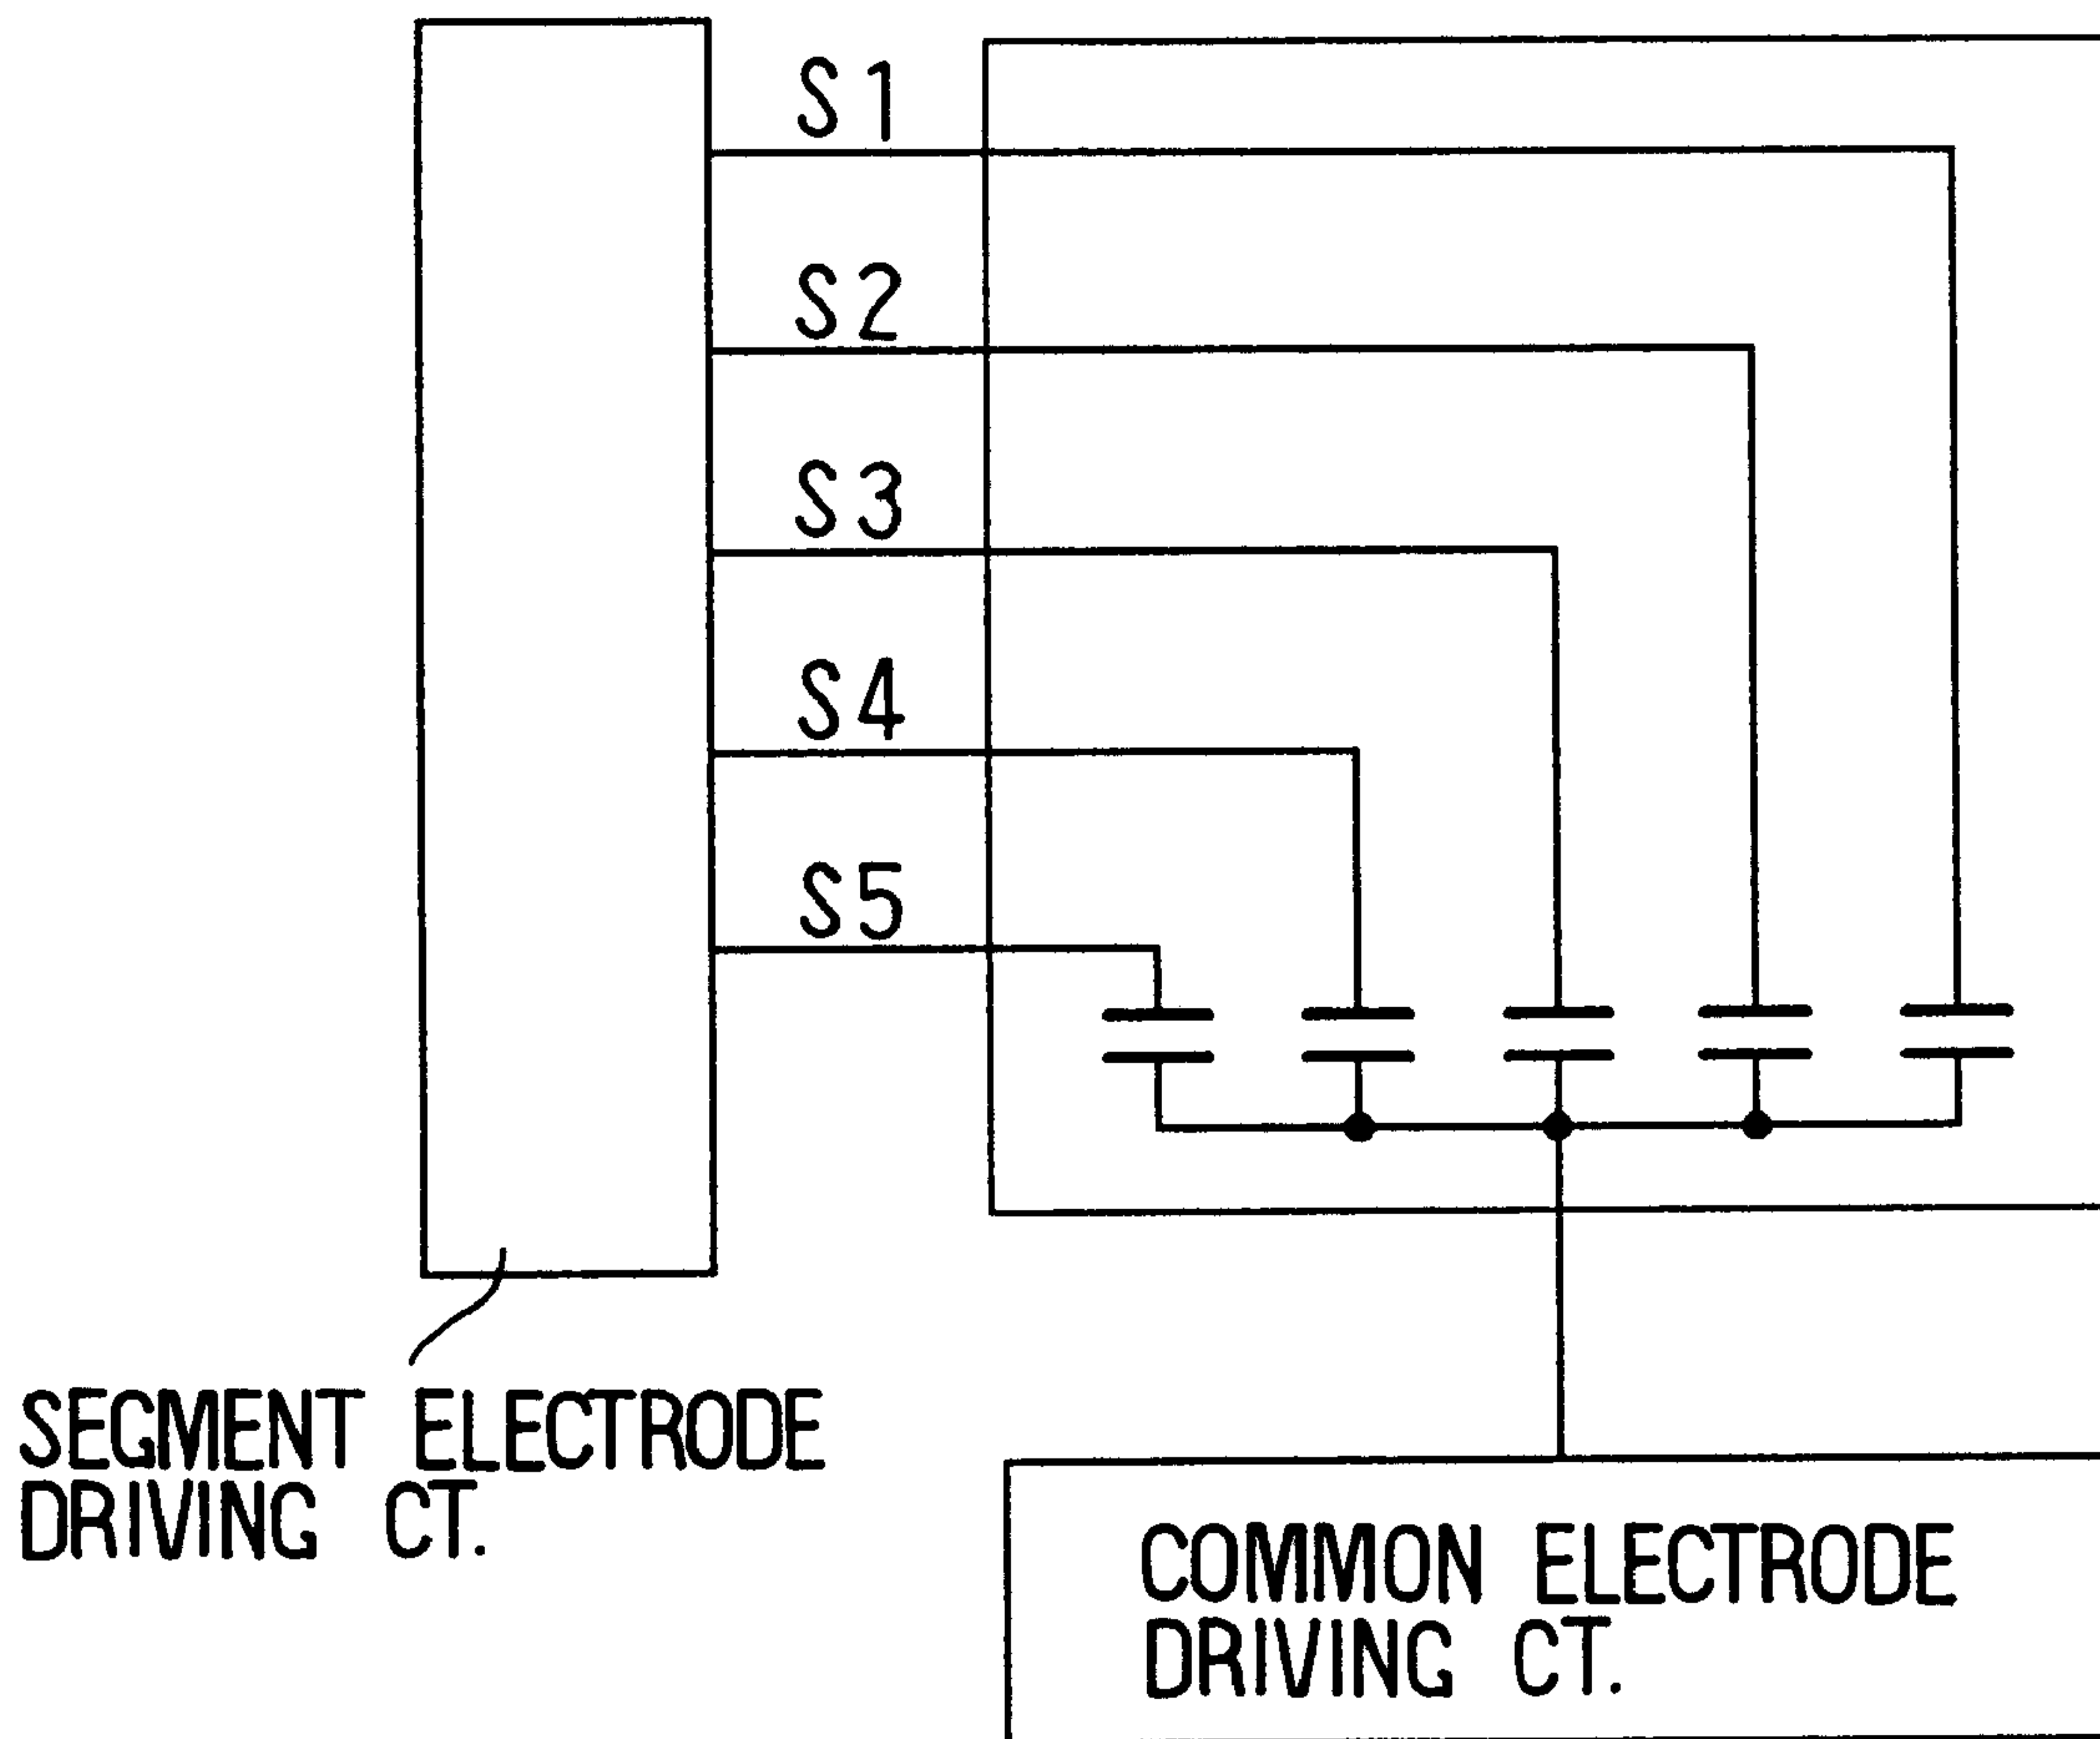 S1
S2
S3
S4
S5
SEGMENT ELECTRODE
DRIVING CT.
COMMON ELECTRODE
DRIVING CT.